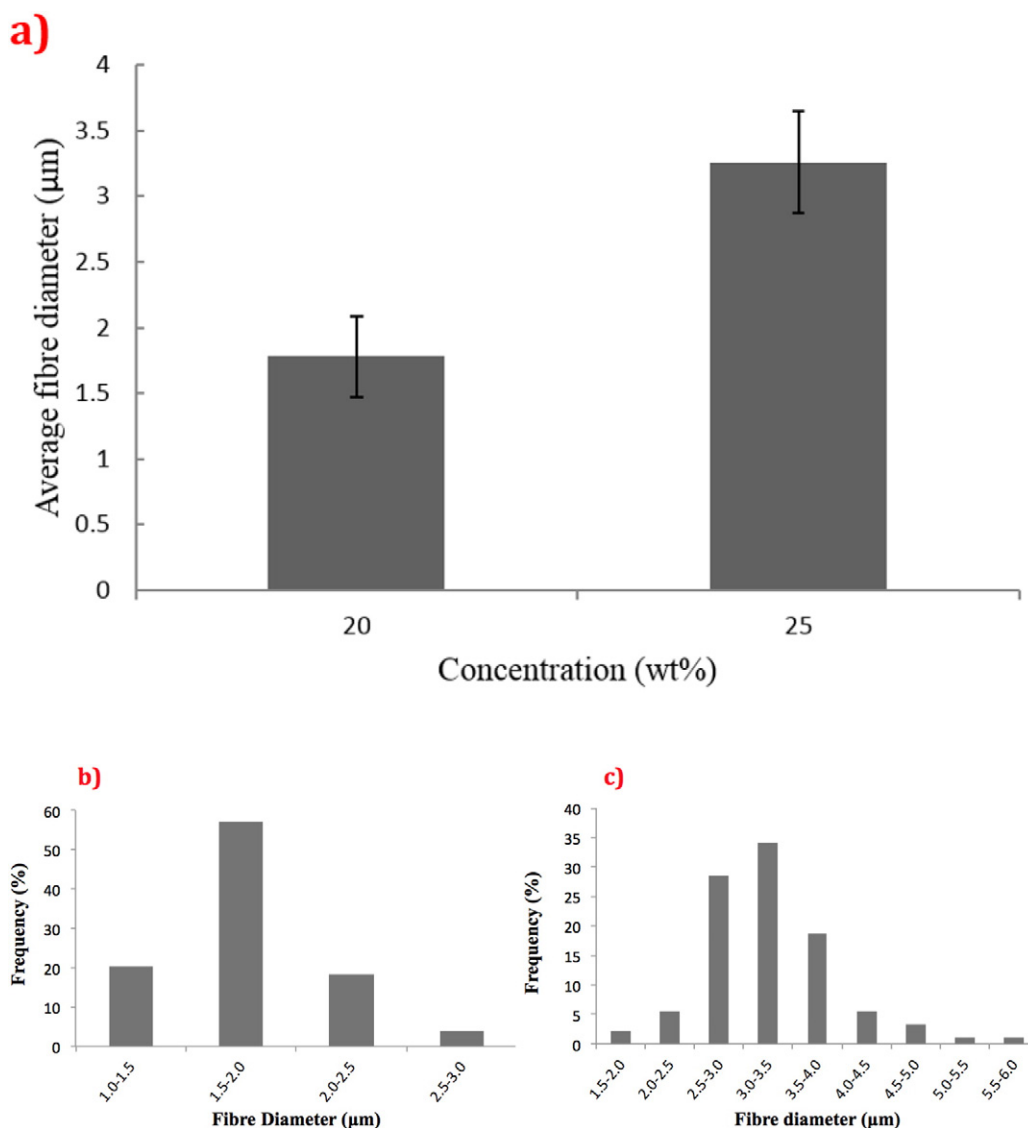 a)
4
3.5
3
2.5
2
1.5
1
0.5
0
Average fibre diameter (µm)
20 25
Concentration (wt%)
b)
60
50
40
30
20
10
0
Frequency (%)
1.0-1.5 1.5-2.0 2.0-2.5 2.5-3.0
Fibre Diameter (µm)
c)
40
35
30
25
20
15
10
5
0
Frequency (%)
1.5-2.0 2.0-2.5 2.5-3.0 3.0-3.5 3.5-4.0 4.0-4.5 4.5-5.0 5.0-5.5 5.5-6.0
Fibre diameter (µm)